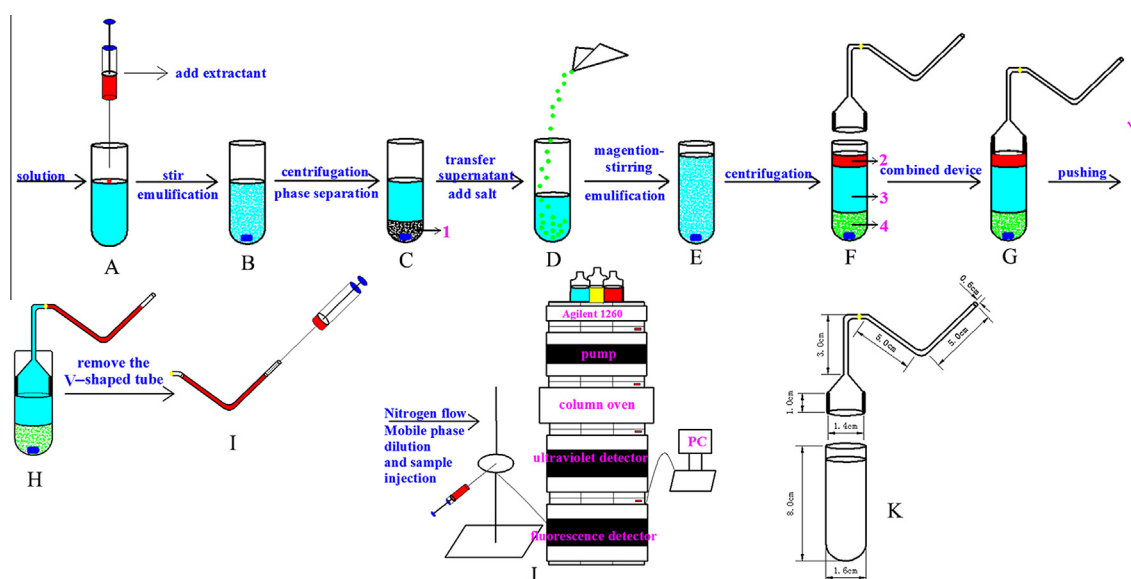 add extractant
solution
stir
emulification
centrifugation
phase separation
1
transfer
supernatant
add salt
magention-
stirring
emulification
centrifugation
2
3
4
combined device
pushing
A
B
C
D
E
F
G
remove the
V-shaped tube
H
I
Nitrogen flow
Mobile phase
dilution
and sample
injection
Agilent 1260
pump
column oven
ultraviolet detector
fluorescence detector
PC
J
0.6cm
3.0cm
5.0cm
5.0cm
1.0cm
1.4cm
8.0cm
1.6cm
K